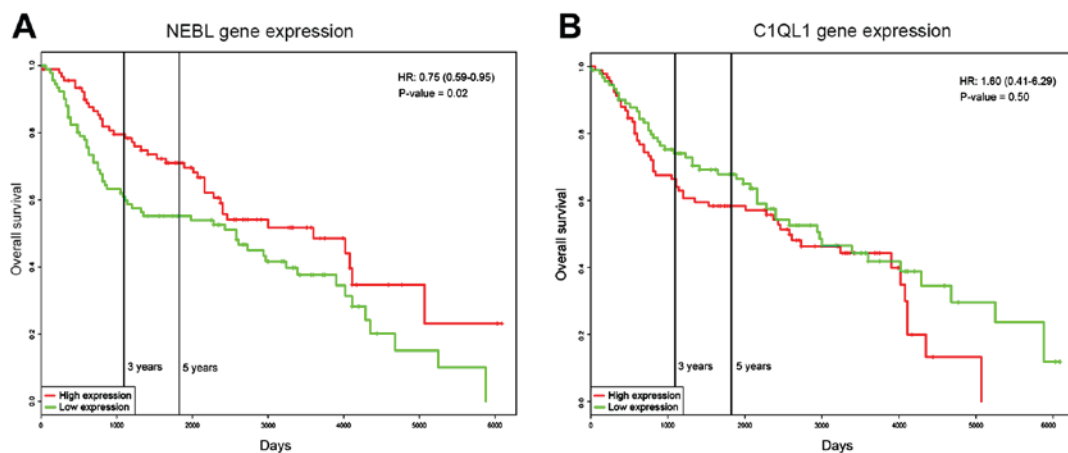 A
NEBL gene expression
HR: 0.75 (0.59-0.95)
P-value = 0.02
Overall survival
1.0
0.8
0.6
0.4
0.2
0.0
3 years
5 years
High expression
Low expression
0 1000 2000 3000 4000 5000 6000
Days
B
C1QL1 gene expression
HR: 1.60 (0.41-6.29)
P-value = 0.50
Overall survival
1.0
0.8
0.6
0.4
0.2
0.0
3 years
5 years
High expression
Low expression
0 1000 2000 3000 4000 5000 6000
Days